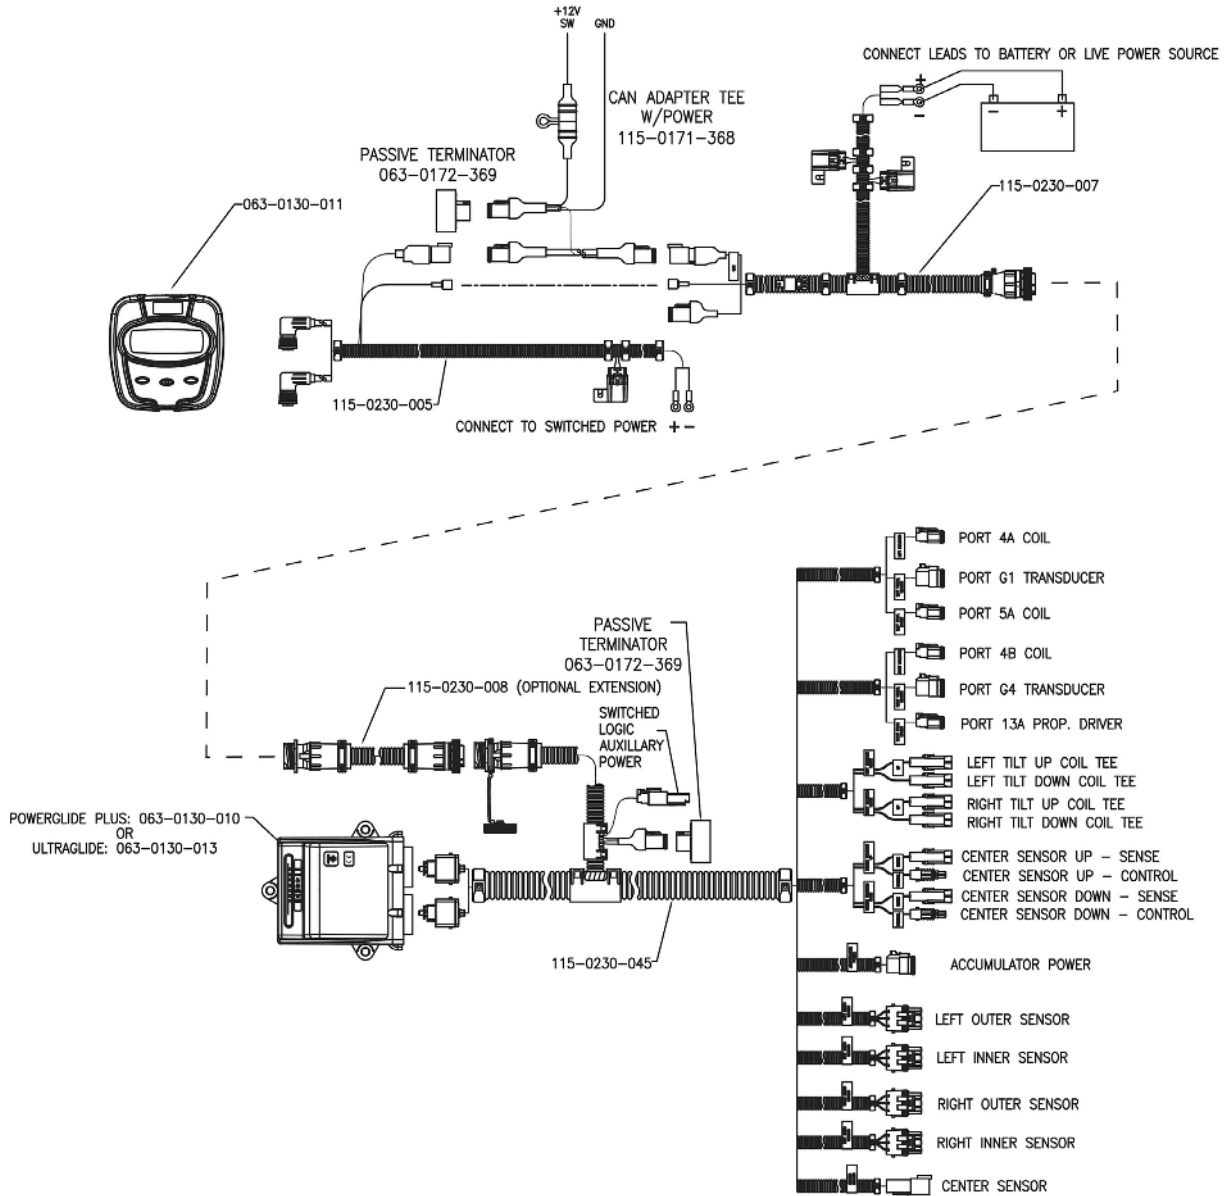 +12V
SW
GND
CONNECT LEADS TO BATTERY OR LIVE POWER SOURCE
+
-
- +
CAN ADAPTER TEE
W/POWER
115-0171-368
PASSIVE TERMINATOR
063-0172-369
115-0230-007
063-0130-011
115-0230-005
CONNECT TO SWITCHED POWER + -
PORT 4A COIL
PORT G1 TRANSDUCER
PORT 5A COIL
PORT 4B COIL
PORT G4 TRANSDUCER
PORT 13A PROP. DRIVER
PASSIVE
TERMINATOR
063-0172-369
115-0230-008 (OPTIONAL EXTENSION)
SWITCHED
LOGIC
AUXILLARY
POWER
LEFT TILT UP COIL TEE
LEFT TILT DOWN COIL TEE
RIGHT TILT UP COIL TEE
RIGHT TILT DOWN COIL TEE
POWERGLIDE PLUS: 063-0130-010
OR
ULTRAGLIDE: 063-0130-013
CENTER SENSOR UP - SENSE
CENTER SENSOR UP - CONTROL
CENTER SENSOR DOWN - SENSE
CENTER SENSOR DOWN - CONTROL
115-0230-045
ACCUMULATOR POWER
LEFT OUTER SENSOR
LEFT INNER SENSOR
RIGHT OUTER SENSOR
RIGHT INNER SENSOR
CENTER SENSOR